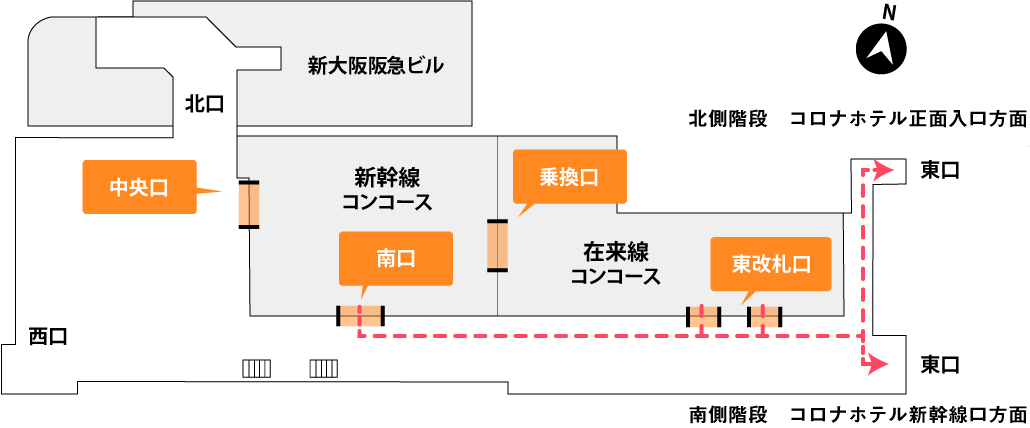 N
新大阪阪急ビル
北口
北側階段　コロナホテル正面入口方面
東口
中央口
新幹線
コンコース
乗換口
南口
在来線
コンコース
東改札口
西口
東口
南側階段　コロナホテル新幹線口方面